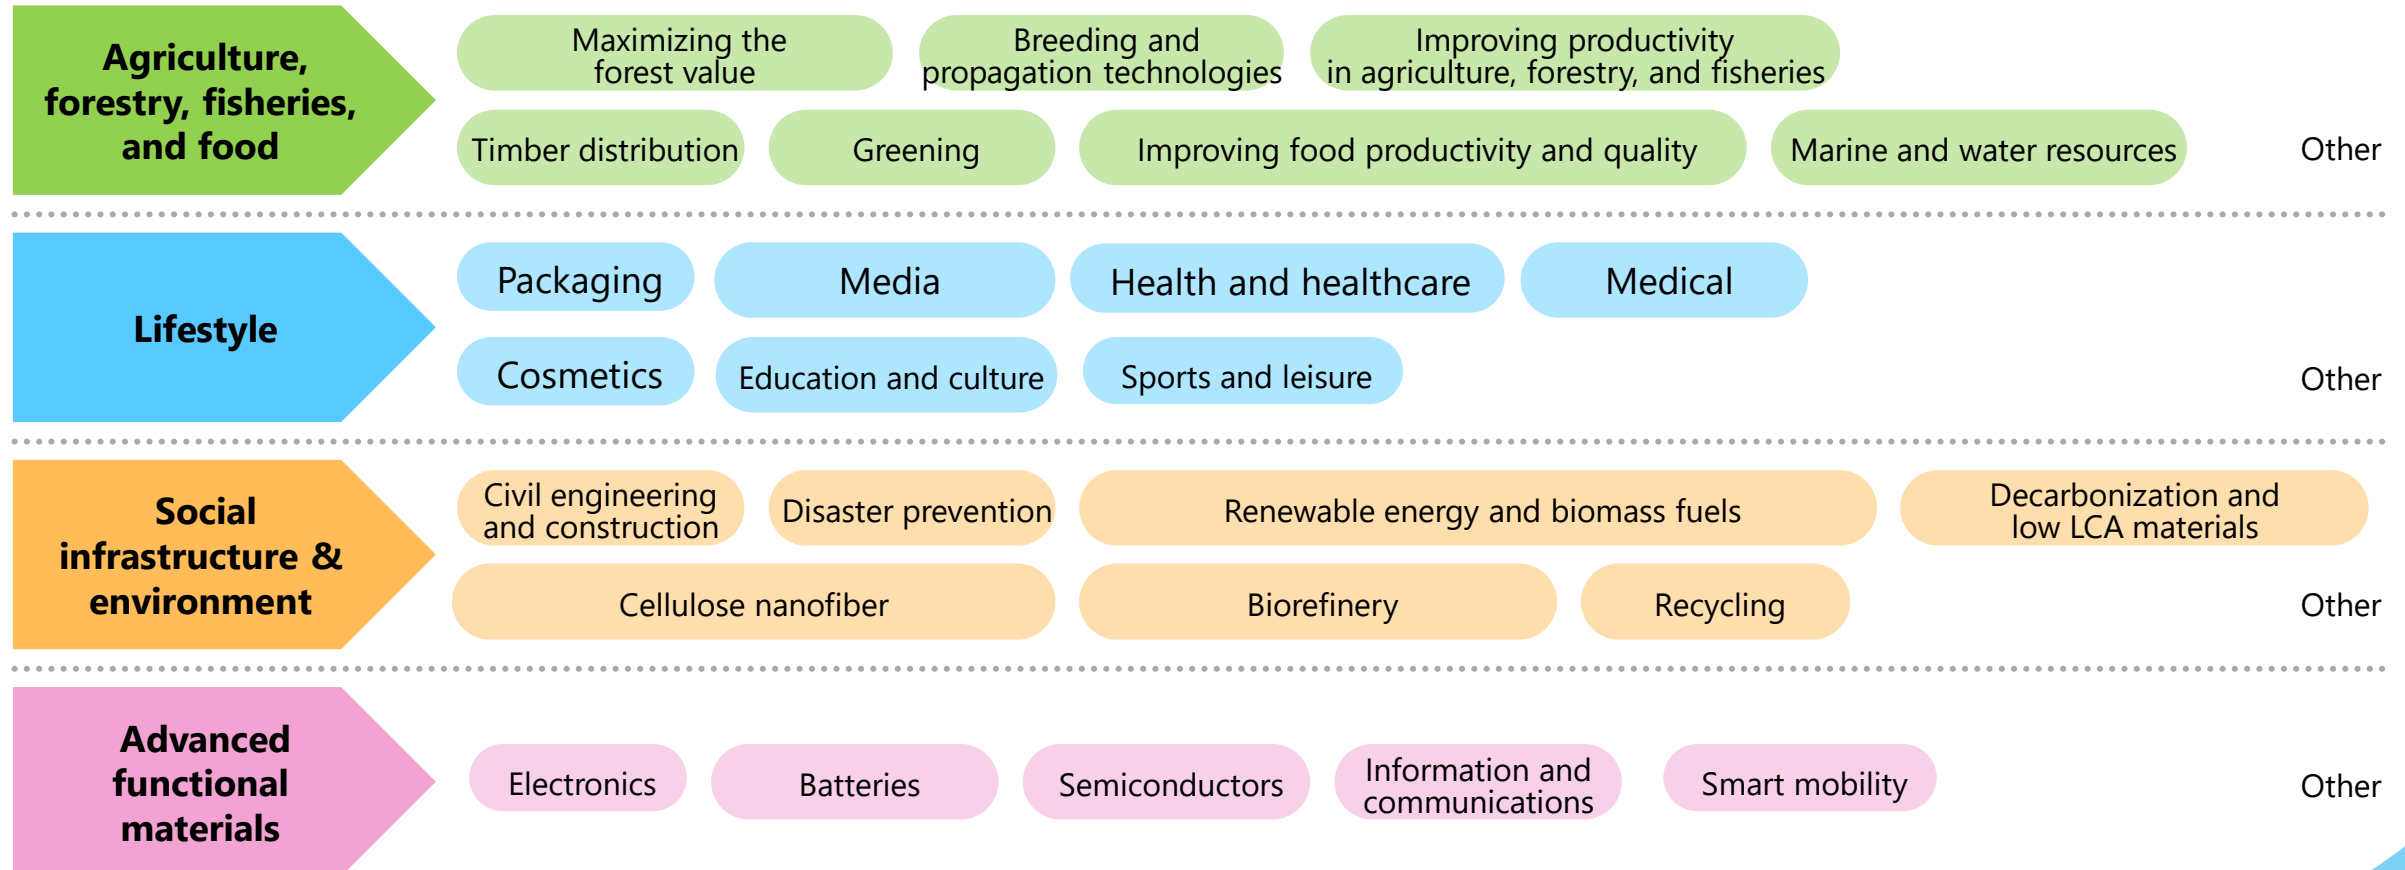 Agriculture,
forestry, fisheries,
and food
Maximizing the
forest value
Breeding and
propagation technologies
Improving productivity
in agriculture, forestry, and fisheries
Timber distribution
Greening
Improving food productivity and quality
Marine and water resources
Other
Lifestyle
Packaging
Media
Health and healthcare
Medical
Cosmetics
Education and culture
Sports and leisure
Other
Social
infrastructure &
environment
Civil engineering
and construction
Disaster prevention
Renewable energy and biomass fuels
Decarbonization and
low LCA materials
Cellulose nanofiber
Biorefinery
Recycling
Other
Advanced
functional
materials
Electronics
Batteries
Semiconductors
Information and
communications
Smart mobility
Other